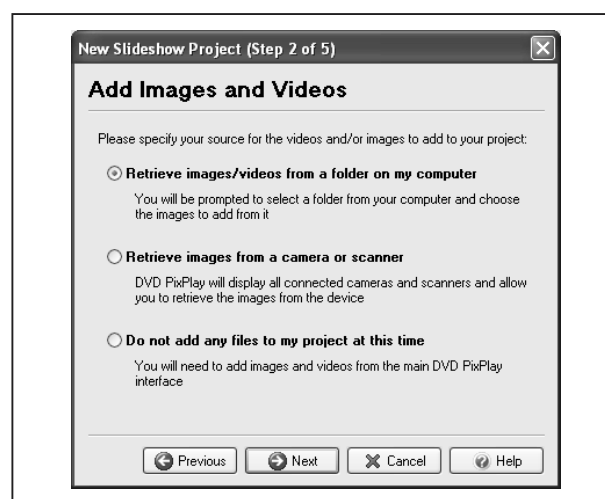 New Slideshow Project (Step 2 of 5)
Add Images and Videos
Please specify your source for the videos and/or images to add to your project:
Retrieve images/videos from a folder on my computer
You will be prompted to select a folder from your computer and choose
the images to add from it
Retrieve images from a camera or scanner
DVD PixPlay will display all connected cameras and scanners and allow
you to retrieve the images from the device
Do not add any files to my project at this time
You will need to add images and videos from the main DVD PixPlay
interface
Previous Next Cancel Help